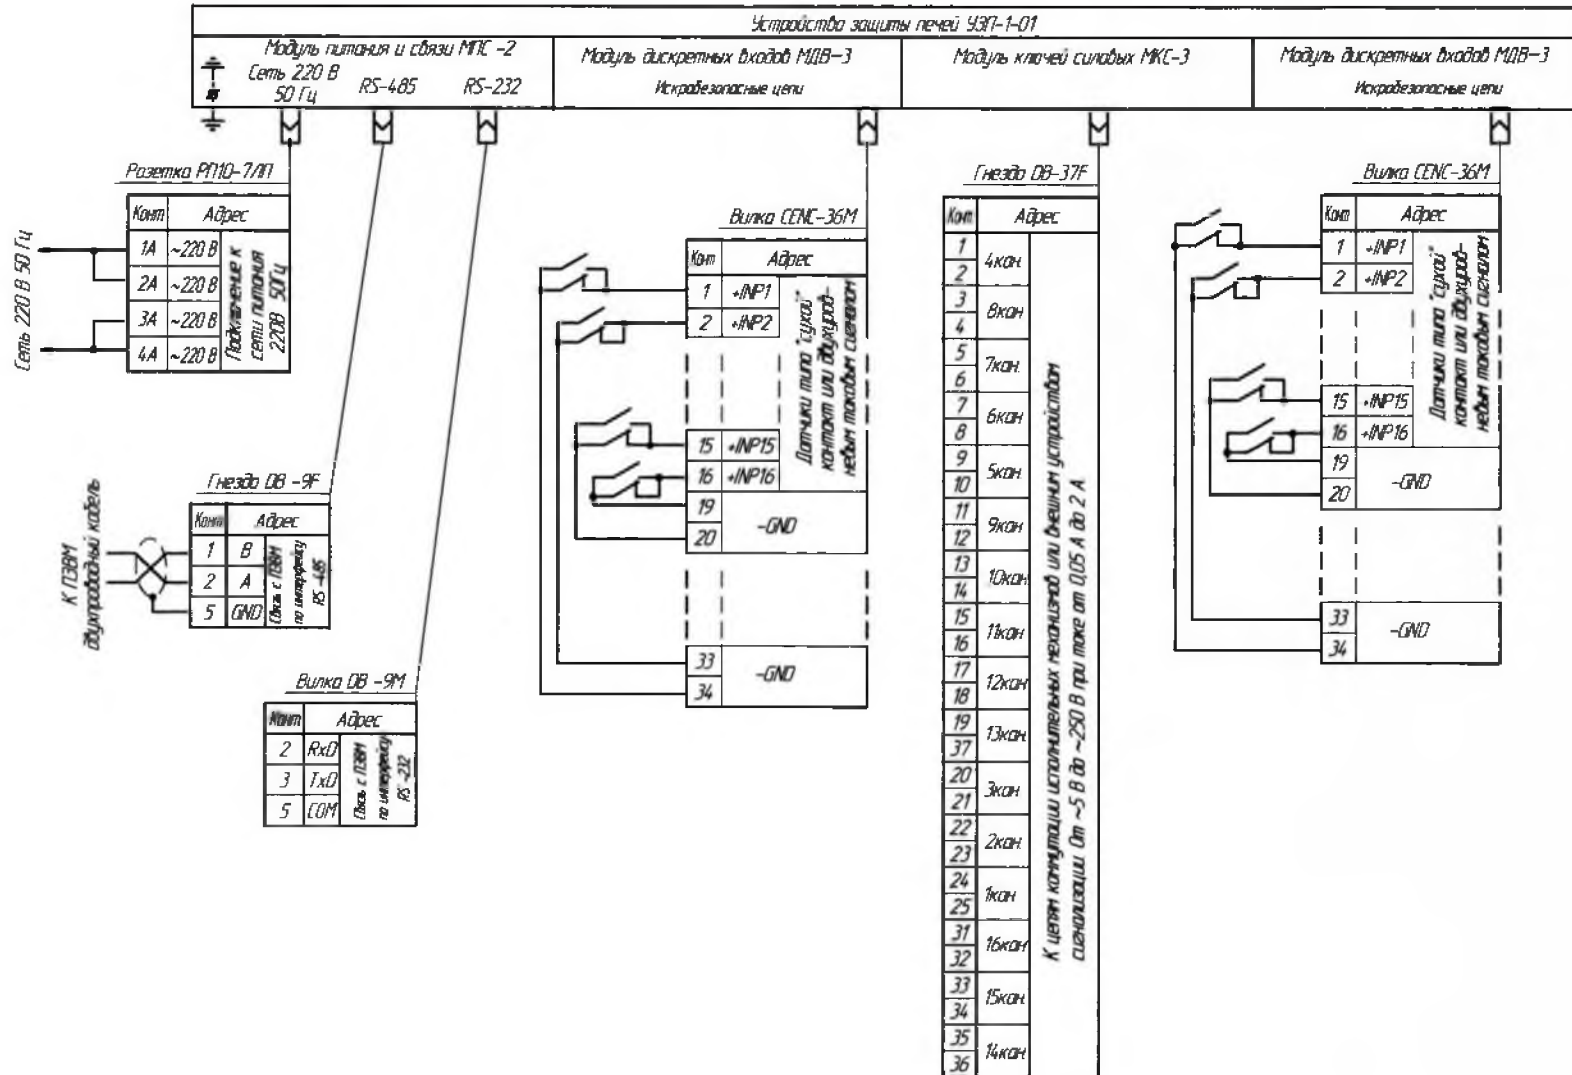 Устройство защиты печей УЗП-1-01
Модуль питания и связи МПС -2
Сеть 220 В
50 Гц
RS-485
RS-232
Модуль дискретных входов МДВ-3
Искробезопасные цепи
Модуль ключей силовых МКС-3
Модуль дискретных входов МДВ-3
Искробезопасные цепи
Розетка РП10-7ЛП
Конт Адрес
1А ~220 В
2А ~220 В
3А ~220 В
4А ~220 В
Подключение к
сети питания
220В 50Гц
Сеть 220 В 50 Гц
Гнездо DB -9F
Конт Адрес
1 B
2 A
5 GND
Связь с ПЭВМ
по интерфейсу
RS -485
К ПЭВМ
двухпроводный кабель
Вилка DB -9M
Конт Адрес
2 RxD
3 TxD
5 COM
Связь с ПЭВМ
по интерфейсу
RS -232
Вилка CENC-36M
Конт Адрес
1 +INP1
2 +INP2
15 +INP15
16 +INP16
19
20
-GND
33
34
-GND
Датчики типа "сухой"
контакт или двухуров-
невым токовым сигналом
Гнездо DB-37F
Конт Адрес
1
2
4кан
3
4
8кан
5
6
7кан.
7
8
6кан
9
10
5кан
11
12
9кан
13
14
10кан
15
16
11кан
17
18
12кан
19
37
13кан
20
21
3кан
22
23
2кан.
24
25
1кан
31
32
16кан
33
34
15кан
35
36
14кан
К цепям коммутации исполнительных механизмов или внешним устройствам
сигнализации. От ~5 В до ~250 В при токе от 0,05 А до 2 А.
Вилка CENC-36M
Конт Адрес
1 +INP1
2 +INP2
15 +INP15
16 +INP16
19
20
-GND
33
34
-GND
Датчики типа "сухой"
контакт или двухуров-
невым токовым сигналом